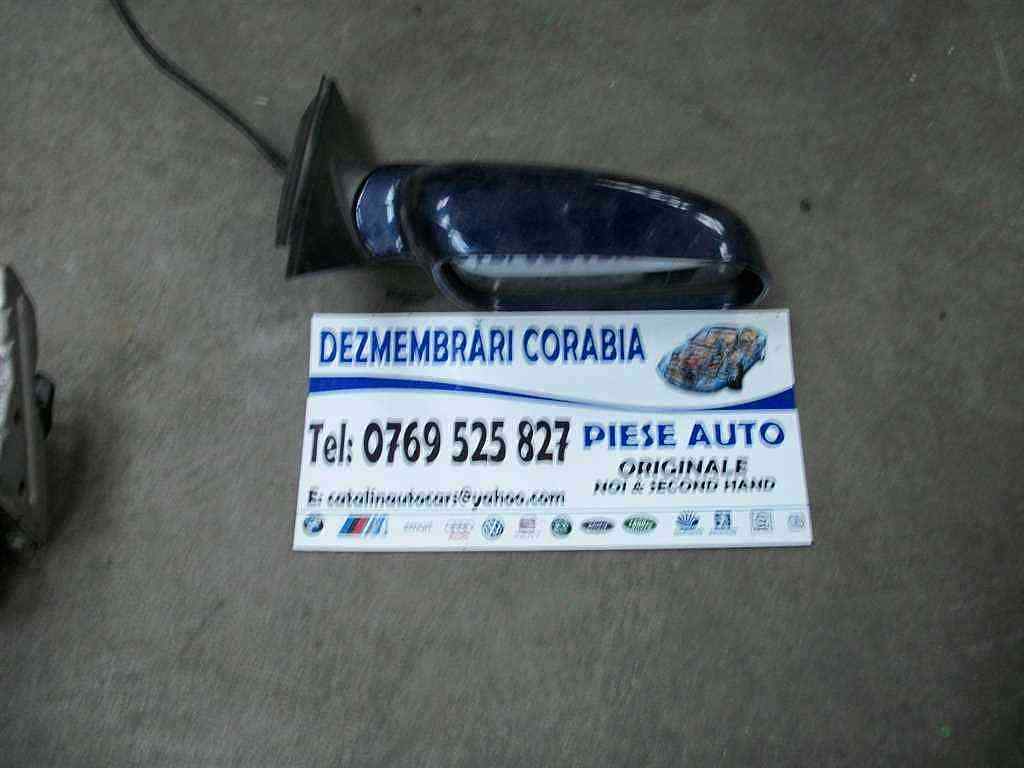 DEZMEMBRĂRI CORABIA
Tel: 0769 525 827
PIESE AUTO
ORIGINALE
NOI & SECOND HAND
E: catalinautocars@yahoo.com